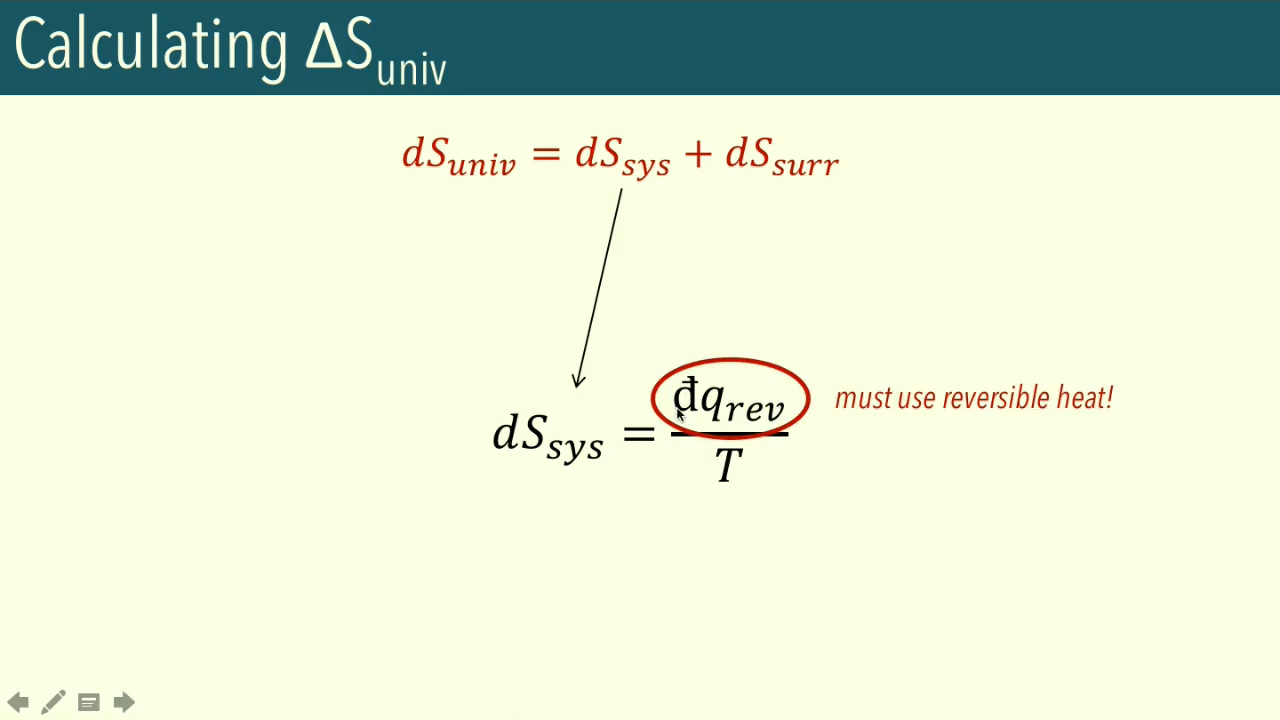 Calculating ΔS_univ
dS_univ = dS_sys + dS_surr
dS_sys = đq_rev / T
must use reversible heat!